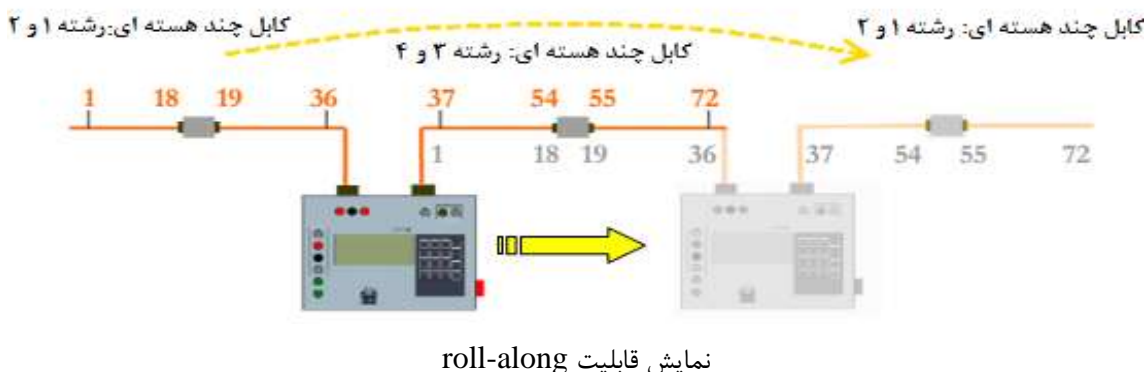 کابل چند هسته ای:رشته ۱ و ۲
کابل چند هسته ای: رشته ۱ و ۲
کابل چند هسته ای: رشته ۳ و ۴
1 18 19 36 37 54 55 72
1 18 19 36 37 54 55 72
نمایش قابلیت roll-along